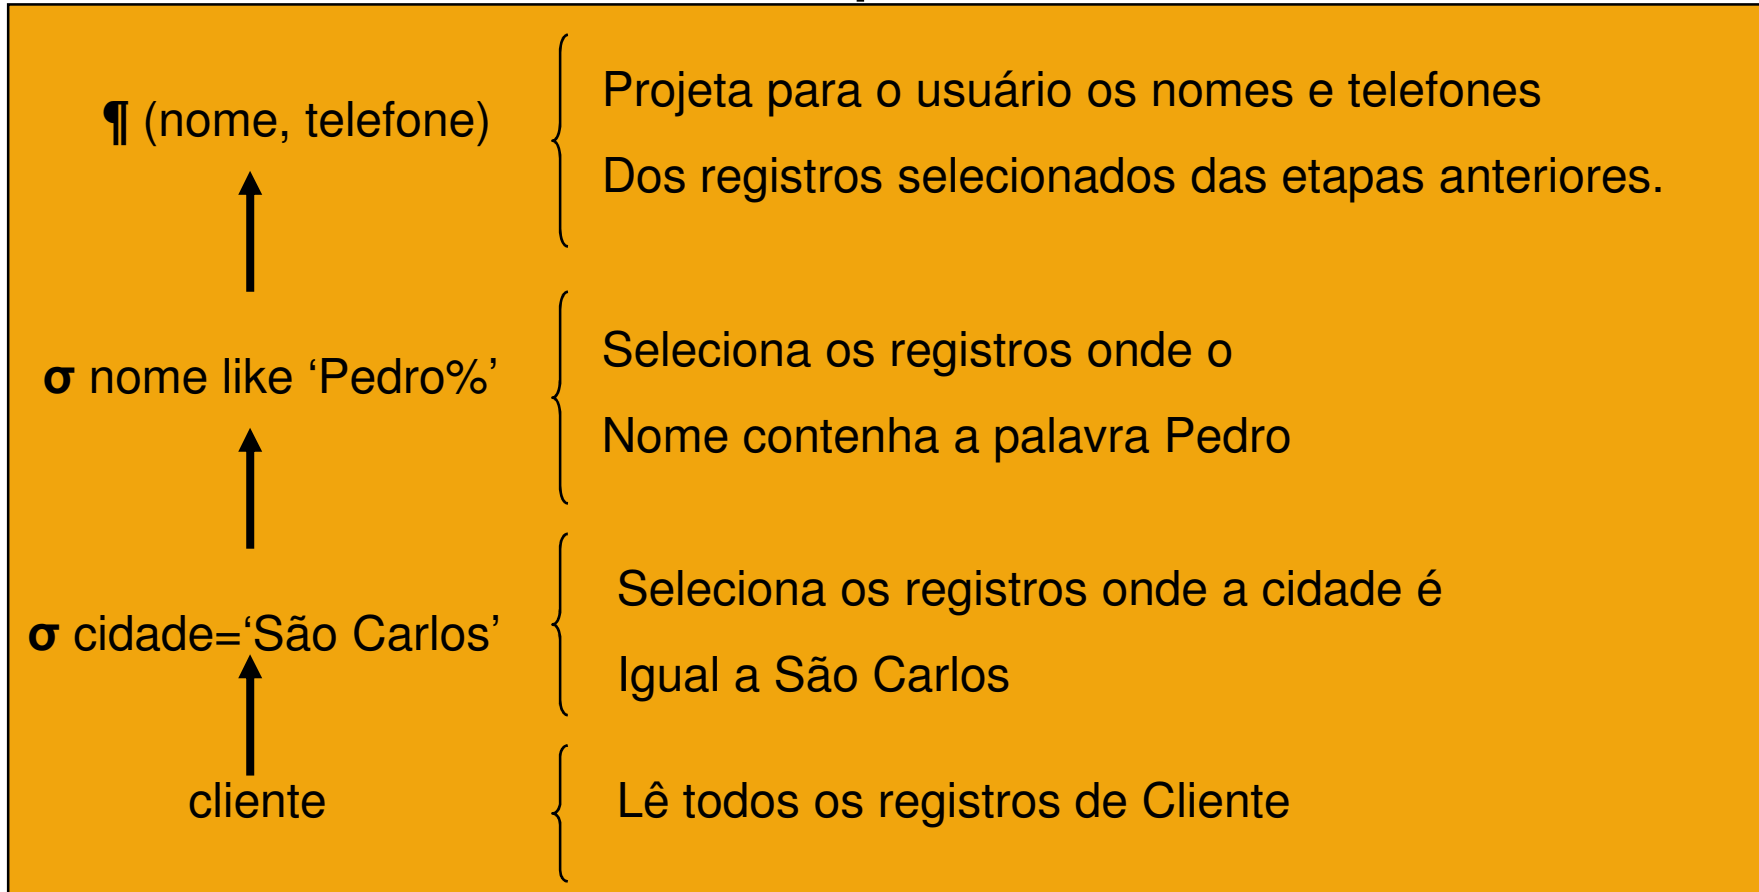 ¶ (nome, telefone)
Projeta para o usuário os nomes e telefones
Dos registros selecionados das etapas anteriores.
σ nome like ‘Pedro%’
Seleciona os registros onde o
Nome contenha a palavra Pedro
σ cidade=‘São Carlos’
Seleciona os registros onde a cidade é
Igual a São Carlos
cliente
Lê todos os registros de Cliente